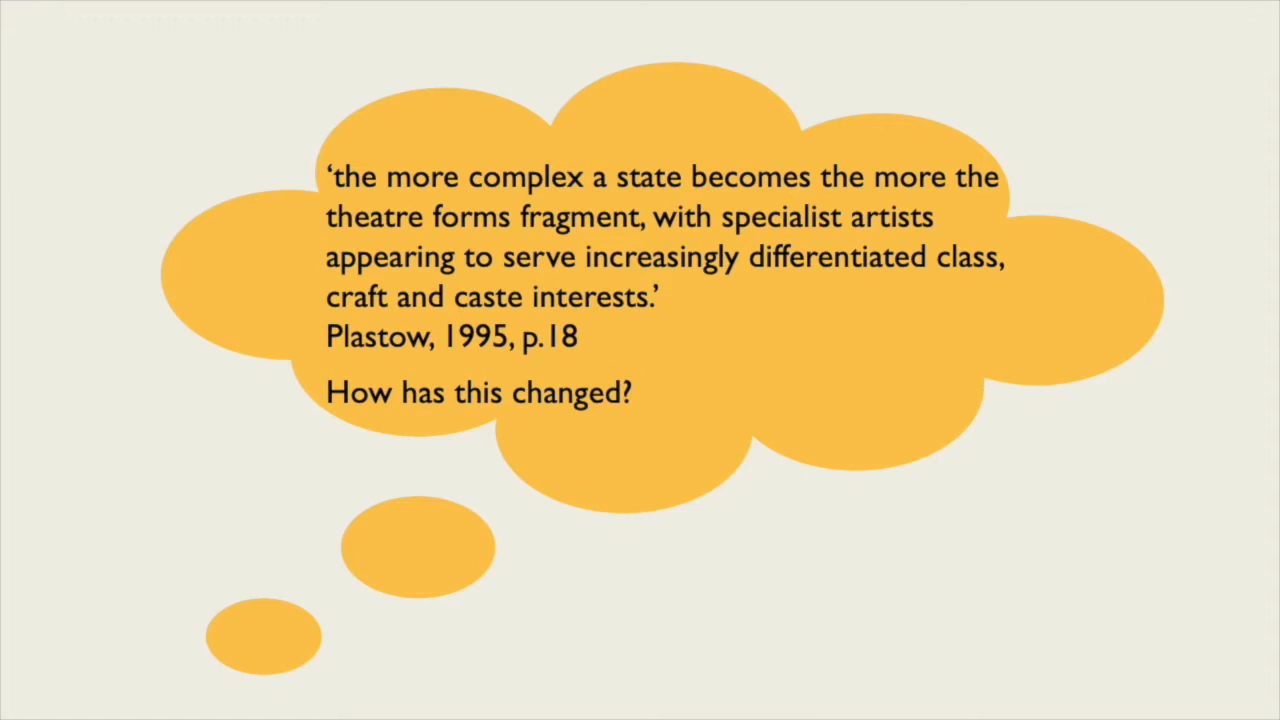 ‘the more complex a state becomes the more the
theatre forms fragment, with specialist artists
appearing to serve increasingly differentiated class,
craft and caste interests.’
Plastow, 1995, p.18
How has this changed?